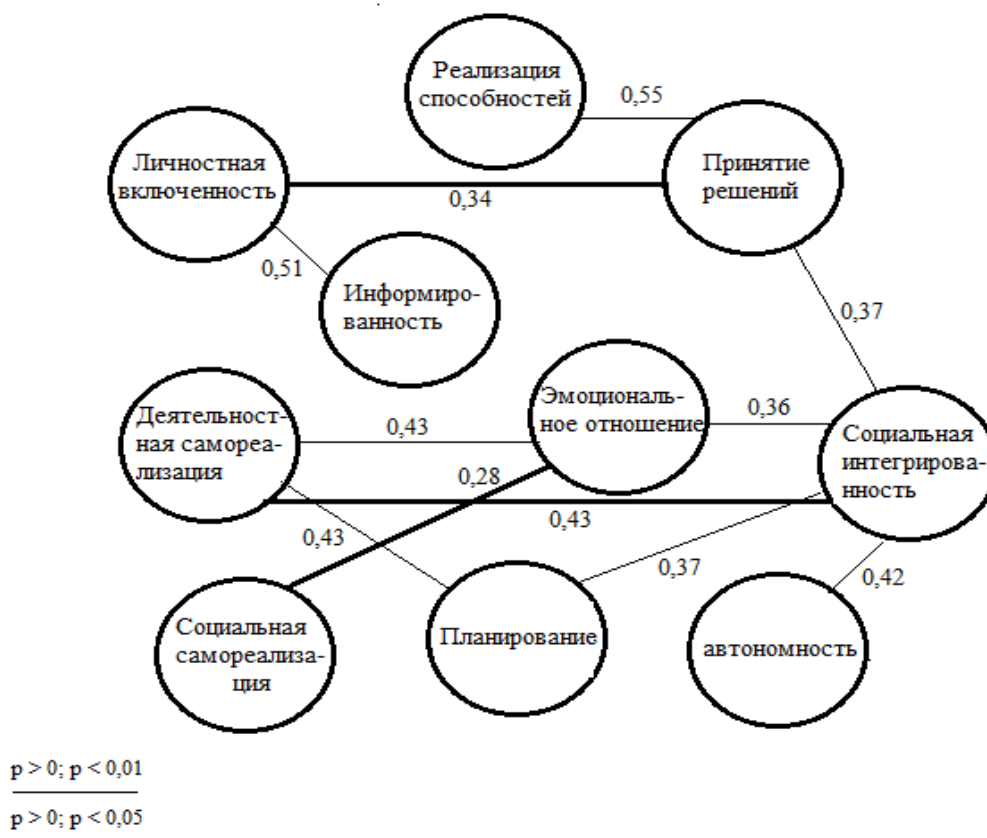 Реализация
способностей
0,55
Личностная
включенность
0,34
Принятие
решений
0,51
Информиро-
ванность
0,37
Деятельност-
ная самореа-
лизация
0,43
Эмоциональ-
ное отношение
0,36
Социальная
интегрирова-
нность
0,28
0,43
0,43
0,37
0,42
Социальная
самореализа-
ция
Планирование
автономность
p > 0; p < 0,01
p > 0; p < 0,05